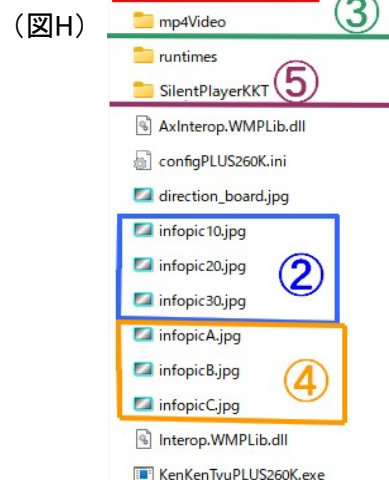 (図H)
mp4Video ③
runtimes
SilentPlayerKKT ⑤
AxInterop.WMPLib.dll
configPLUS260K.ini
direction_board.jpg
infopic10.jpg
infopic20.jpg ②
infopic30.jpg
infopicA.jpg
infopicB.jpg ④
infopicC.jpg
Interop.WMPLib.dll
KenKenTyuPLUS260K.exe